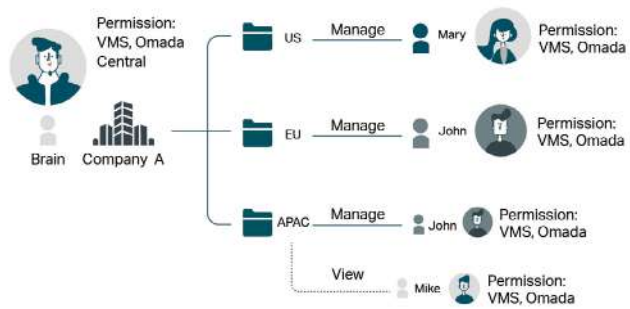 Permission:
VMS, Omada
Central
Brain
Company A
US
Manage
Mary
Permission:
VMS, Omada
EU
Manage
John
Permission:
VMS, Omada
APAC
Manage
John
Permission:
VMS, Omada
View
Mike
Permission:
VMS, Omada